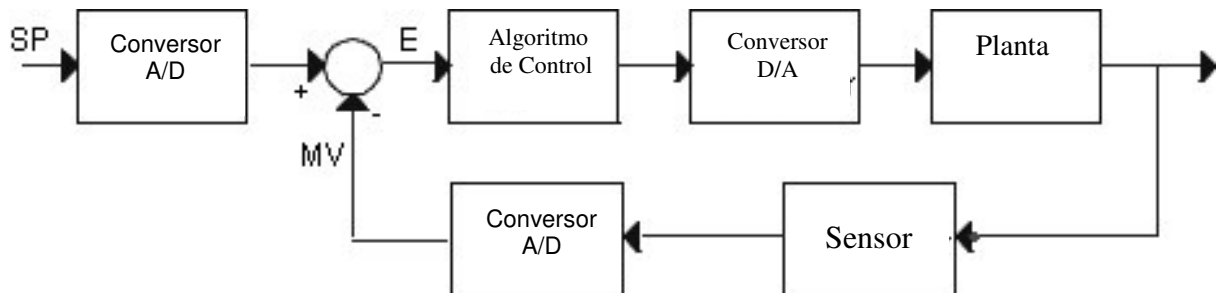 SP
Conversor
A/D
+
-
E
Algoritmo
de Control
Conversor
D/A
Planta
MV
Conversor
A/D
Sensor